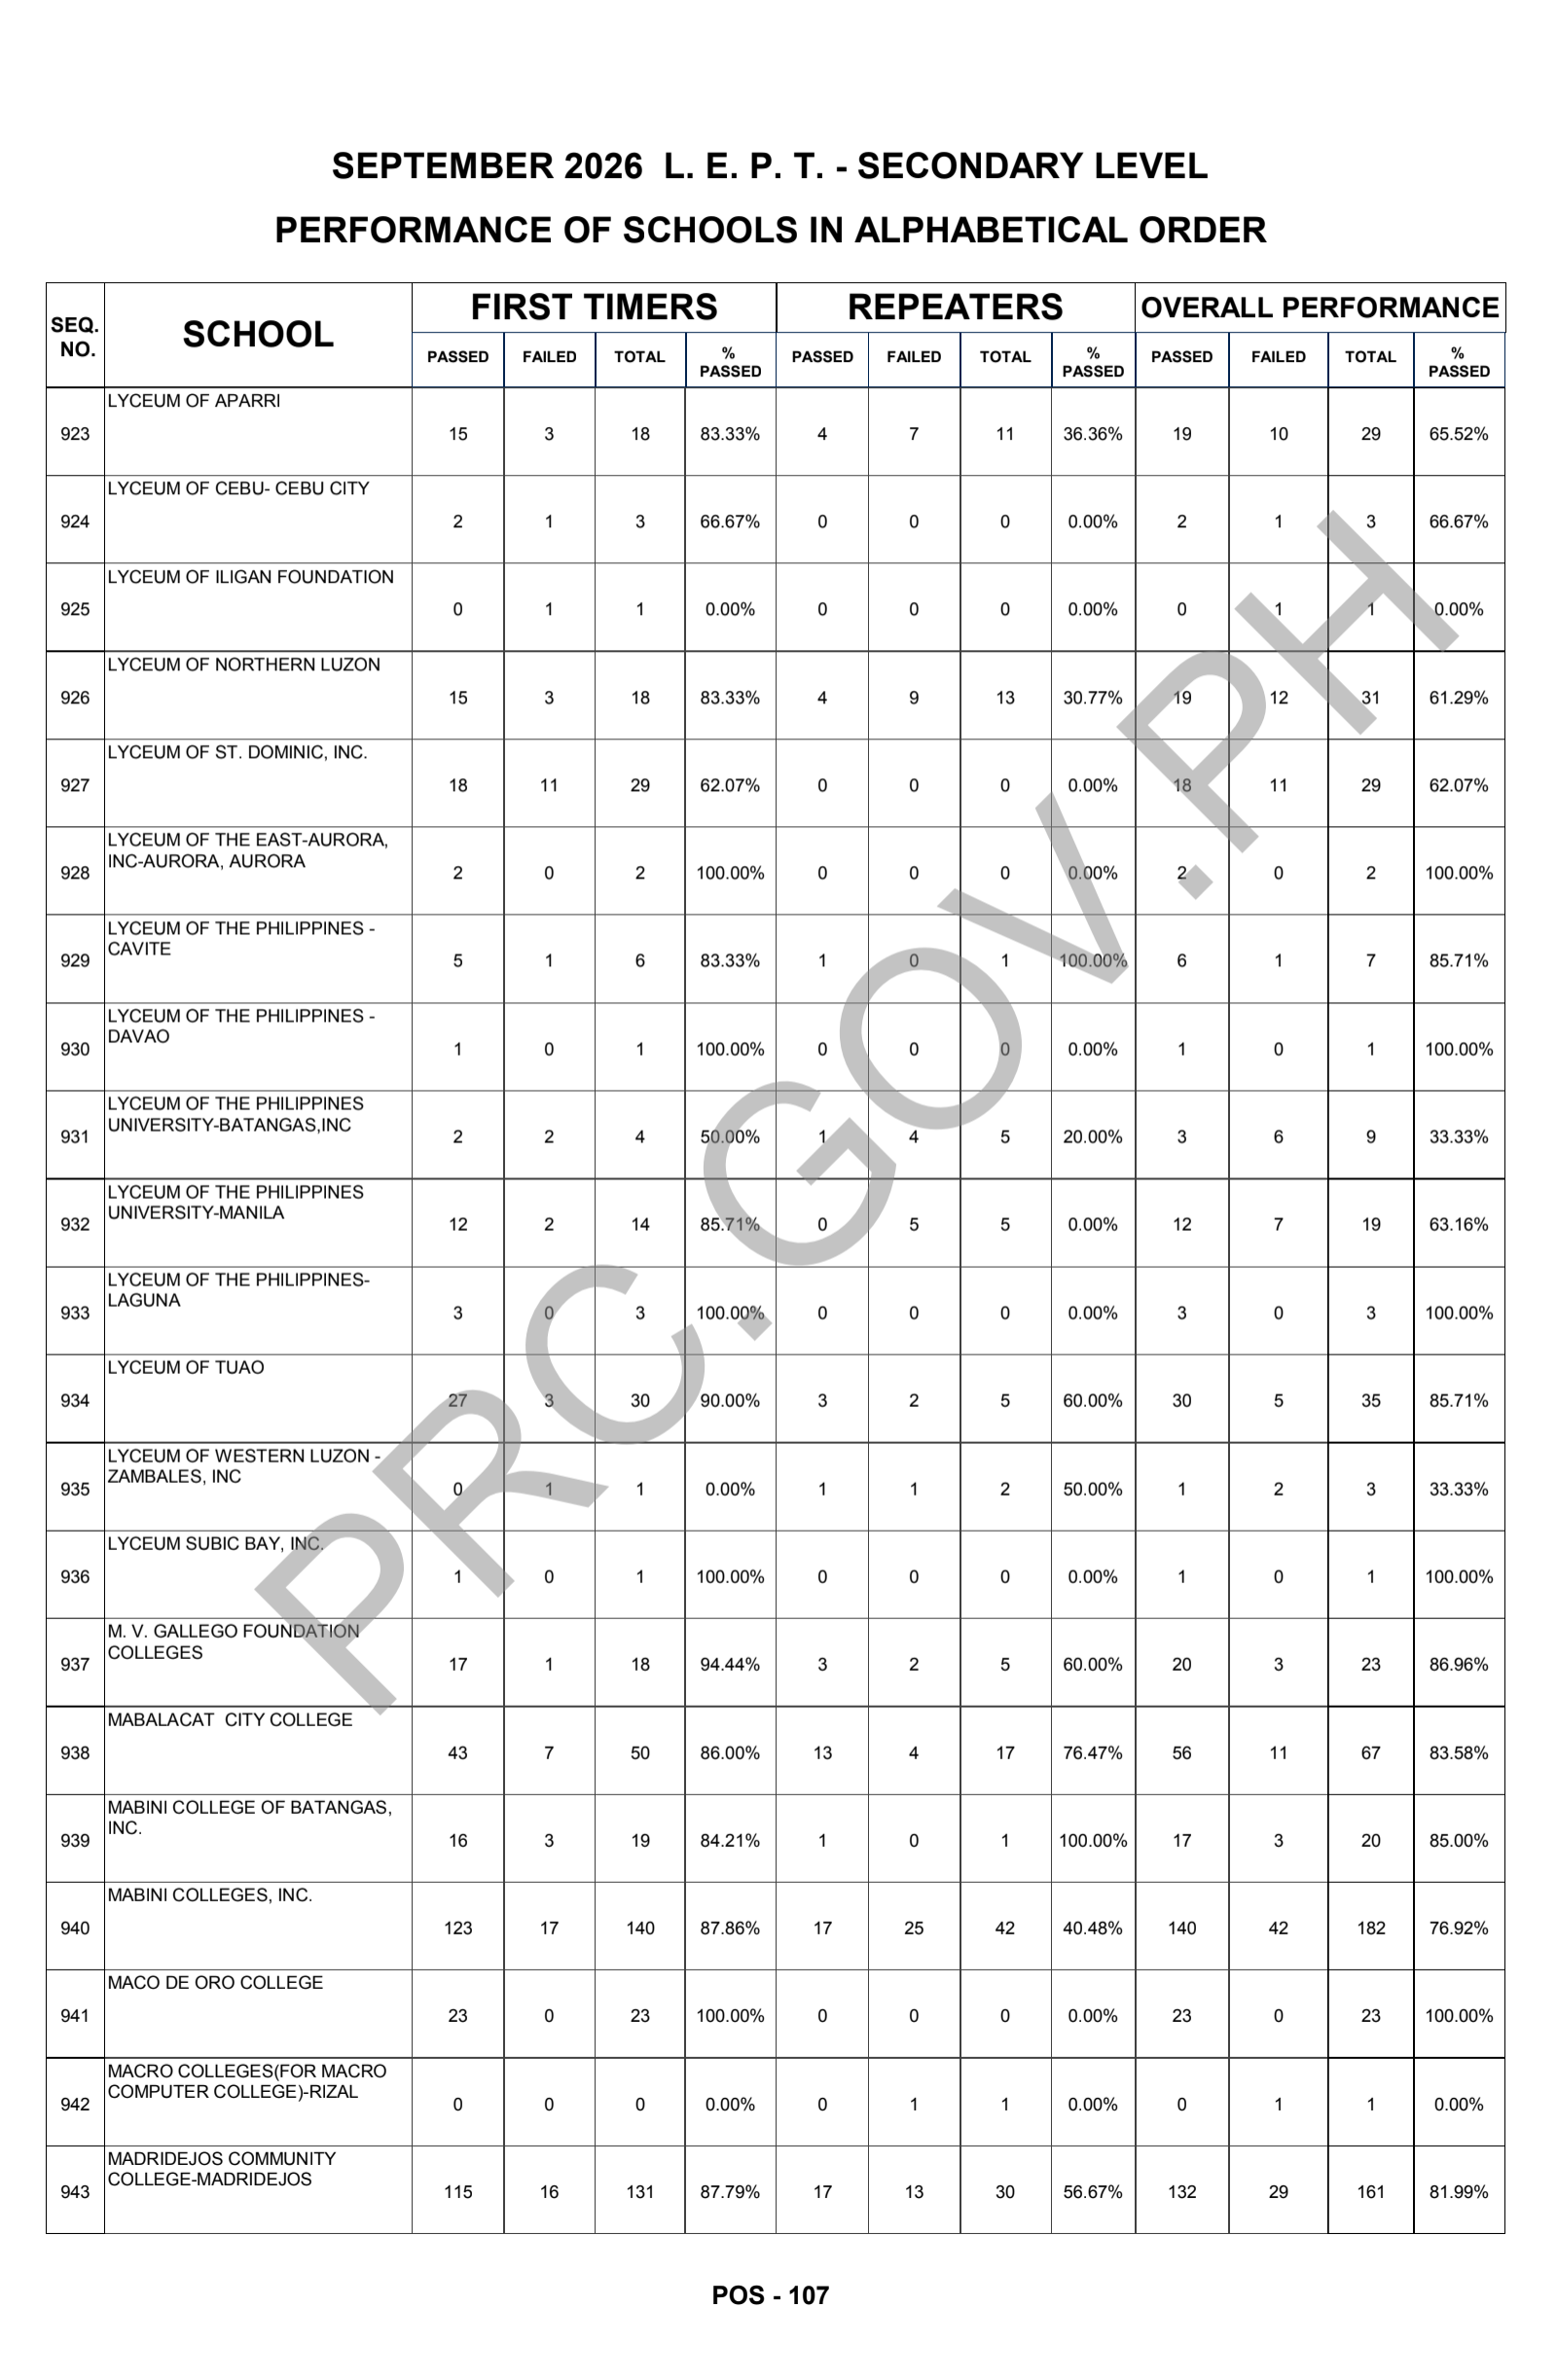 SEPTEMBER 2026  L. E. P. T. - SECONDARY LEVEL
PERFORMANCE OF SCHOOLS IN ALPHABETICAL ORDER
SEQ. NO. SCHOOL FIRST TIMERS REPEATERS OVERALL PERFORMANCE
PASSED FAILED TOTAL % PASSED PASSED FAILED TOTAL % PASSED PASSED FAILED TOTAL % PASSED
LYCEUM OF APARRI
923 15 3 18 83.33% 4 7 11 36.36% 19 10 29 65.52%
LYCEUM OF CEBU- CEBU CITY
924 2 1 3 66.67% 0 0 0 0.00% 2 1 3 66.67%
LYCEUM OF ILIGAN FOUNDATION
925 0 1 1 0.00% 0 0 0 0.00% 0 1 1 0.00%
LYCEUM OF NORTHERN LUZON
926 15 3 18 83.33% 4 9 13 30.77% 19 12 31 61.29%
LYCEUM OF ST. DOMINIC, INC.
927 18 11 29 62.07% 0 0 0 0.00% 18 11 29 62.07%
LYCEUM OF THE EAST-AURORA,
INC-AURORA, AURORA
928 2 0 2 100.00% 0 0 0 0.00% 2 0 2 100.00%
LYCEUM OF THE PHILIPPINES -
CAVITE
929 5 1 6 83.33% 1 0 1 100.00% 6 1 7 85.71%
LYCEUM OF THE PHILIPPINES -
DAVAO
930 1 0 1 100.00% 0 0 0 0.00% 1 0 1 100.00%
LYCEUM OF THE PHILIPPINES
UNIVERSITY-BATANGAS,INC
931 2 2 4 50.00% 1 4 5 20.00% 3 6 9 33.33%
LYCEUM OF THE PHILIPPINES
UNIVERSITY-MANILA
932 12 2 14 85.71% 0 5 5 0.00% 12 7 19 63.16%
LYCEUM OF THE PHILIPPINES-
LAGUNA
933 3 0 3 100.00% 0 0 0 0.00% 3 0 3 100.00%
LYCEUM OF TUAO
934 27 3 30 90.00% 3 2 5 60.00% 30 5 35 85.71%
LYCEUM OF WESTERN LUZON -
ZAMBALES, INC
935 0 1 1 0.00% 1 1 2 50.00% 1 2 3 33.33%
LYCEUM SUBIC BAY, INC.
936 1 0 1 100.00% 0 0 0 0.00% 1 0 1 100.00%
M. V. GALLEGO FOUNDATION
COLLEGES
937 17 1 18 94.44% 3 2 5 60.00% 20 3 23 86.96%
MABALACAT  CITY COLLEGE
938 43 7 50 86.00% 13 4 17 76.47% 56 11 67 83.58%
MABINI COLLEGE OF BATANGAS,
INC.
939 16 3 19 84.21% 1 0 1 100.00% 17 3 20 85.00%
MABINI COLLEGES, INC.
940 123 17 140 87.86% 17 25 42 40.48% 140 42 182 76.92%
MACO DE ORO COLLEGE
941 23 0 23 100.00% 0 0 0 0.00% 23 0 23 100.00%
MACRO COLLEGES(FOR MACRO
COMPUTER COLLEGE)-RIZAL
942 0 0 0 0.00% 0 1 1 0.00% 0 1 1 0.00%
MADRIDEJOS COMMUNITY
COLLEGE-MADRIDEJOS
943 115 16 131 87.79% 17 13 30 56.67% 132 29 161 81.99%
PRC.GOV.PH
POS - 107